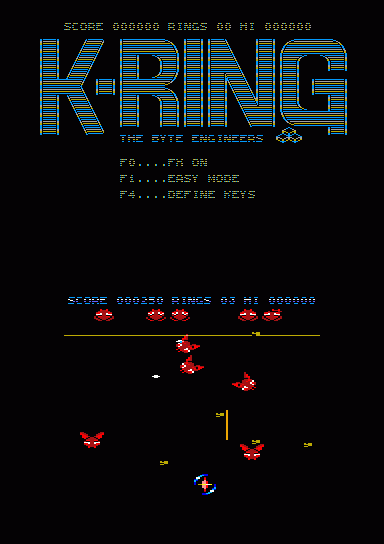 SCORE 000000 RINGS 00 HI 000000
K-RING
THE BYTE ENGINEERS
F0....FX ON
F1....EASY MODE
F4....DEFINE KEYS
SCORE 000250 RINGS 03 HI 000000